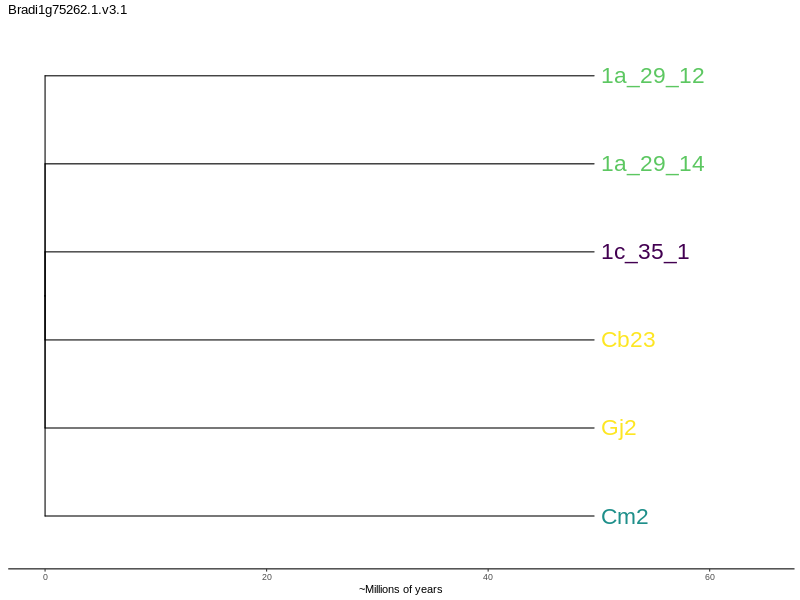 Bradi1g75262.1.v3.1
1a_29_12
1a_29_14
1c_35_1
Cb23
Gj2
Cm2
0 20 40 60
~Millions of years